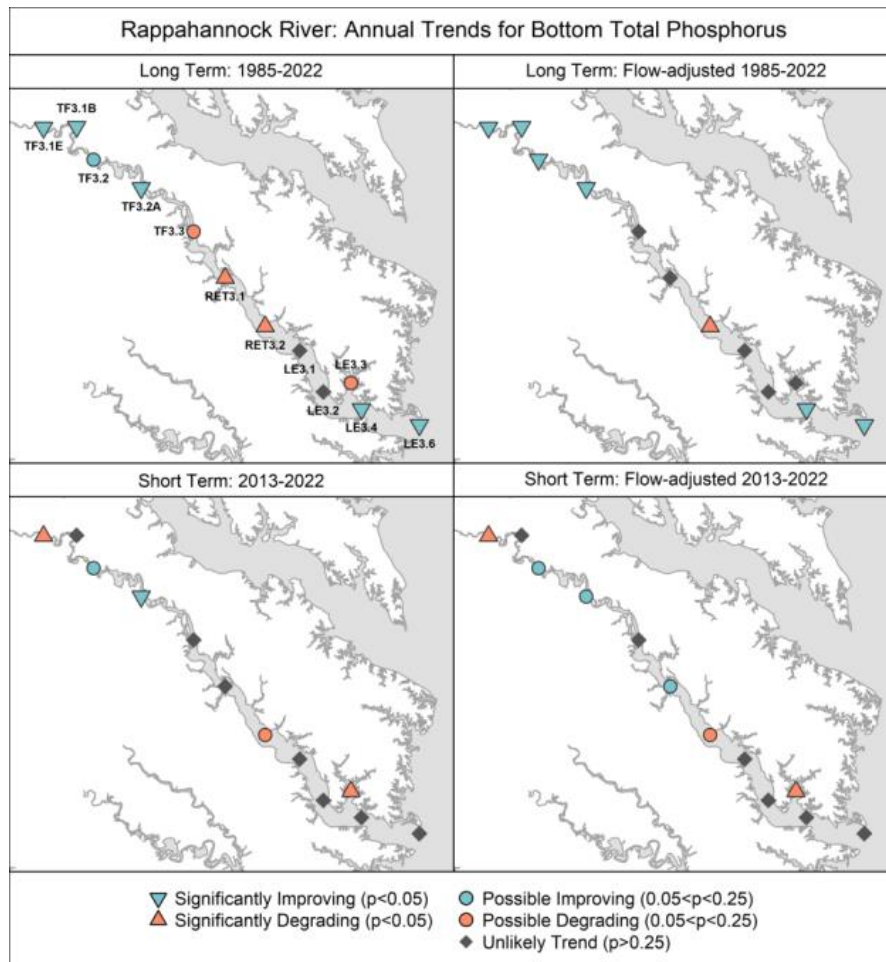 Rappahannock River: Annual Trends for Bottom Total Phosphorus
Long Term: 1985-2022
Long Term: Flow-adjusted 1985-2022
TF3.1B
TF3.1E
TF3.2
TF3.2A
TF3.3
RET3.1
RET3.2
LE3.1
LE3.3
LE3.2
LE3.4
LE3.6
Short Term: 2013-2022
Short Term: Flow-adjusted 2013-2022
Significantly Improving (p<0.05)
Possible Improving (0.05<p<0.25)
Significantly Degrading (p<0.05)
Possible Degrading (0.05<p<0.25)
Unlikely Trend (p>0.25)